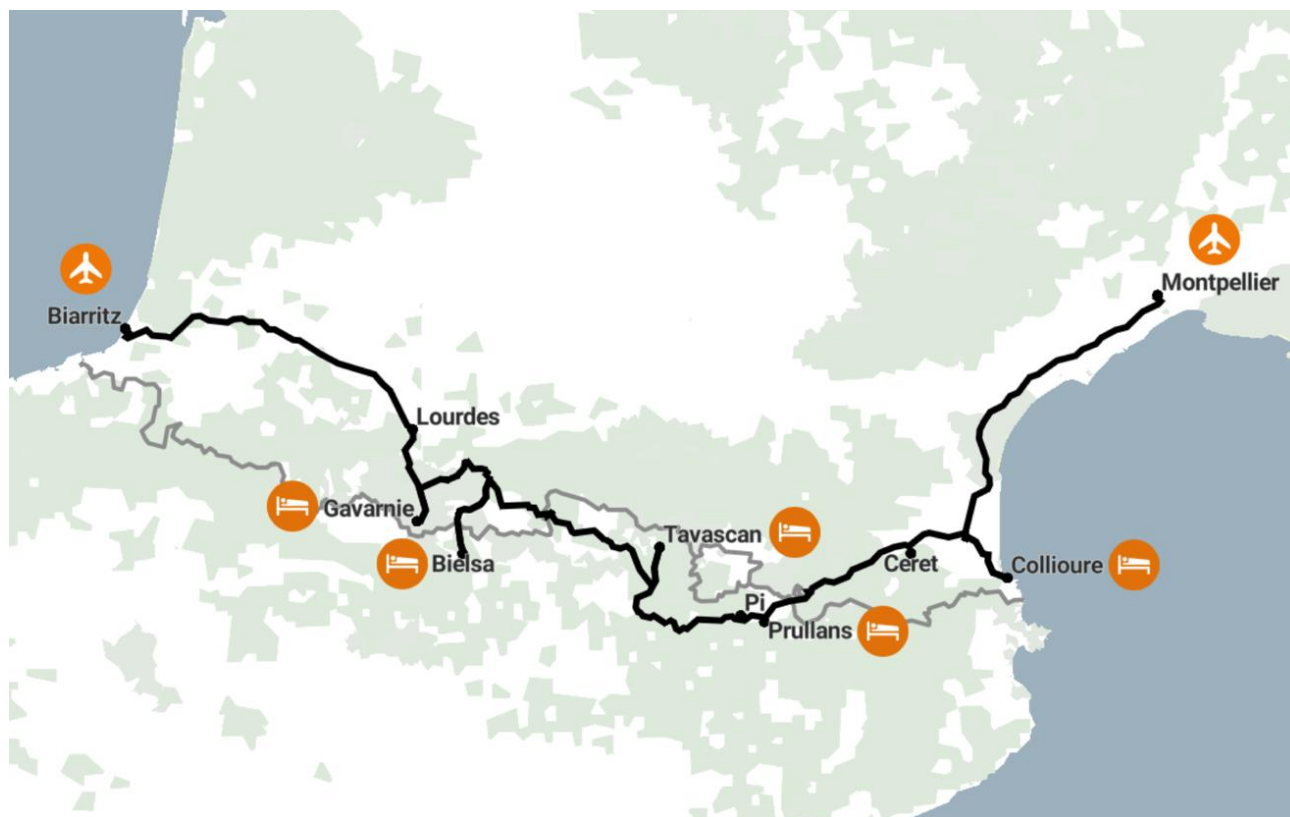 Montpellier
Biarritz
Lourdes
Gavarnie
Bielsa
Tavascan
Ceret
Collioure
Pi
Prullans